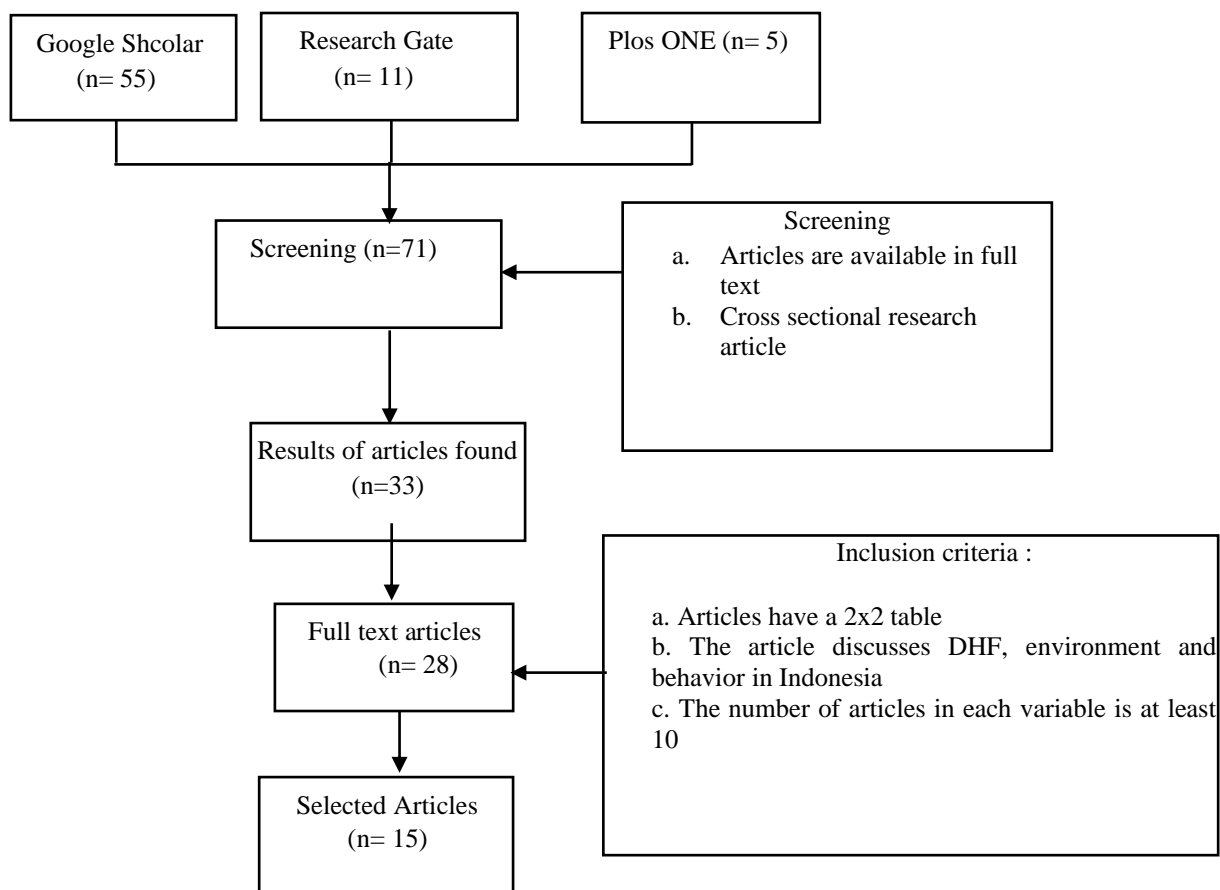 Google Shcolar
(n= 55)
Research Gate
(n= 11)
Plos ONE (n= 5)
Screening (n=71)
Screening
a. Articles are available in full
text
b. Cross sectional research
article
Results of articles found
(n=33)
Full text articles
(n= 28)
Inclusion criteria :
a. Articles have a 2x2 table
b. The article discusses DHF, environment and
behavior in Indonesia
c. The number of articles in each variable is at least
10
Selected Articles
(n= 15)